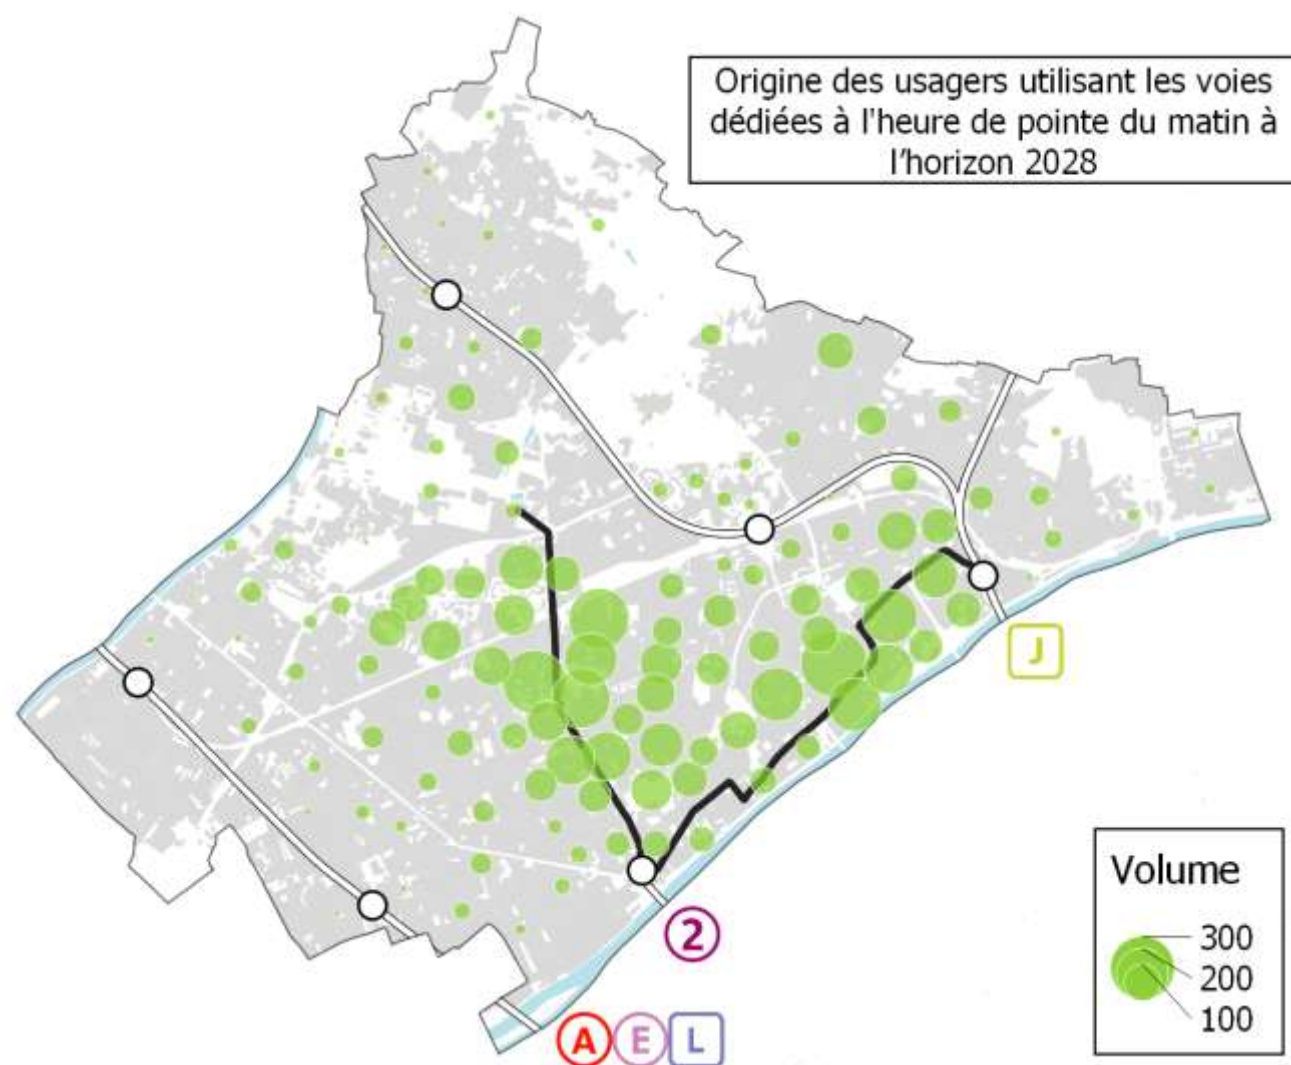 Origine des usagers utilisant les voies
dédiées à l'heure de pointe du matin à
l’horizon 2028
J
2
A E L
Volume
300
200
100